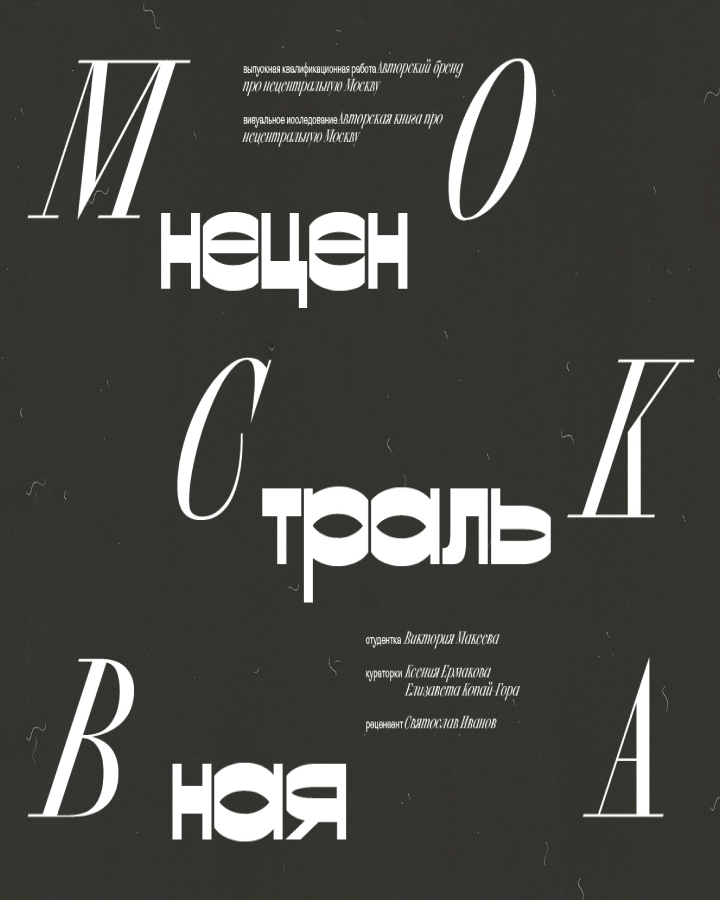 М
О
выпускная квалификационная работа Авторский бренд
про нецентральную Москву
визуальное исследование Авторская книга про
нецентральную Москву
нецен
С
К
траль
студентка Виктория Макеева
кураторки Ксения Ермакова
Елизавета Копай-Гора
рецензент Святослав Иванов
В
А
ная